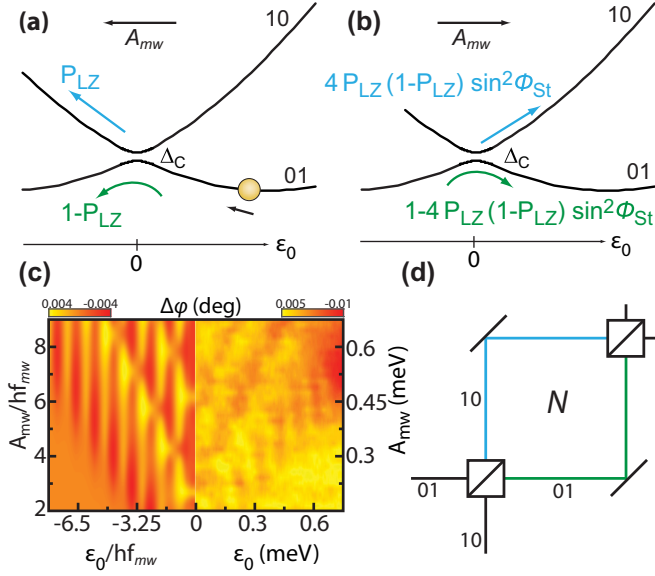 (a)
A_mw
10
P_LZ
Δ_C
01
1-P_LZ
0
ε_0
(b)
A_mw
10
4 P_LZ (1-P_LZ) sin²Φ_St
Δ_C
01
1-4 P_LZ (1-P_LZ) sin²Φ_St
0
ε_0
(c)
0.004 -0.004 Δφ (deg) 0.005 -0.01
8
6
4
2
A_mw/hf_mw
0.6
0.45
0.3
A_mw (meV)
-6.5 -3.25 0 0.3 0.6
ε_0/hf_mw ε_0 (meV)
(d)
10
N
01
01
10